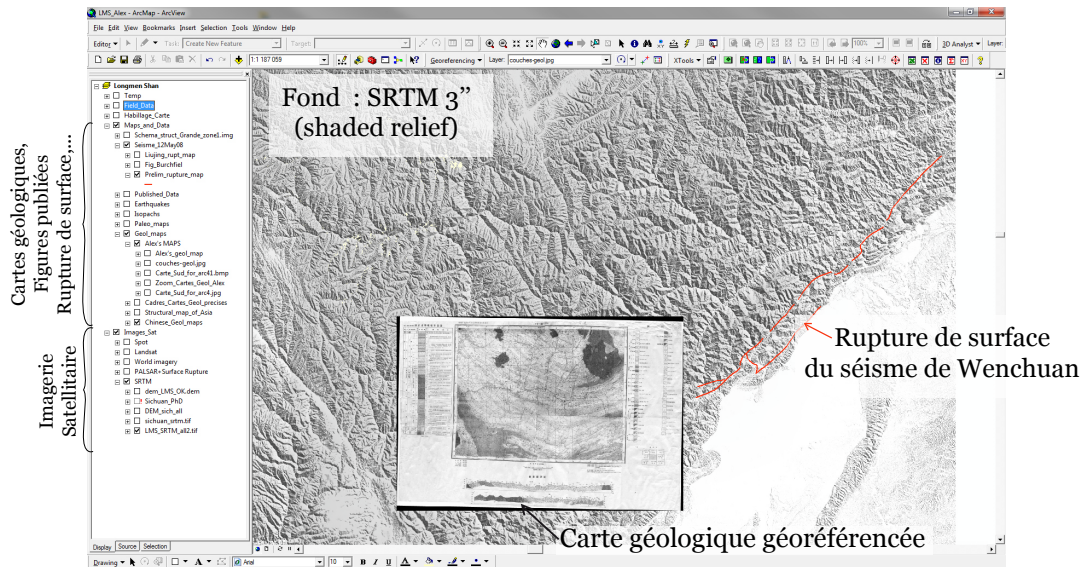 LMS_Alex - ArcMap - ArcView
File Edit View Bookmarks Insert Selection Tools Window Help
Editor Task: Create New Feature Target: 100% 3D Analyst Layer:
1:1 187 059 Georeferencing Layer: couches-geol.jpg XTools
Longmen Shan
Temp
Field_Data
Habillage_Carte
Maps_and_Data
Schema_struct_Grande_zone1.img
Seisme_12May08
Liujing_rupt_map
Fig_Burchfiel
Prelim_rupture_map
Published_Data
Earthquakes
Isopachs
Paleo_maps
Geol_maps
Alex's MAPS
Alex's_geol_map
couches-geol.jpg
Carte_Sud_for_arc41.bmp
Zoom_Cartes_Geol_Alex
Carte_Sud_for_arc4.jpg
Cadres_Cartes_Geol_precises
Structural_map_of_Asia
Chinese_Geol_maps
Images_Sat
Spot
Landsat
World imagery
PALSAR+Surface Rupture
SRTM
dem_LMS_OK.dem
Sichuan_PhD
DEM_sich_all
sichuan_srtm.tif
LMS_SRTM_all2.tif
Cartes géologiques,
Figures publiées
Rupture de surface,...
Imagerie
Satellitaire
Fond : SRTM 3”
(shaded relief)
Rupture de surface
du séisme de Wenchuan
Carte géologique géoréférencée
Display Source Selection
Drawing Arial 10 B I U A